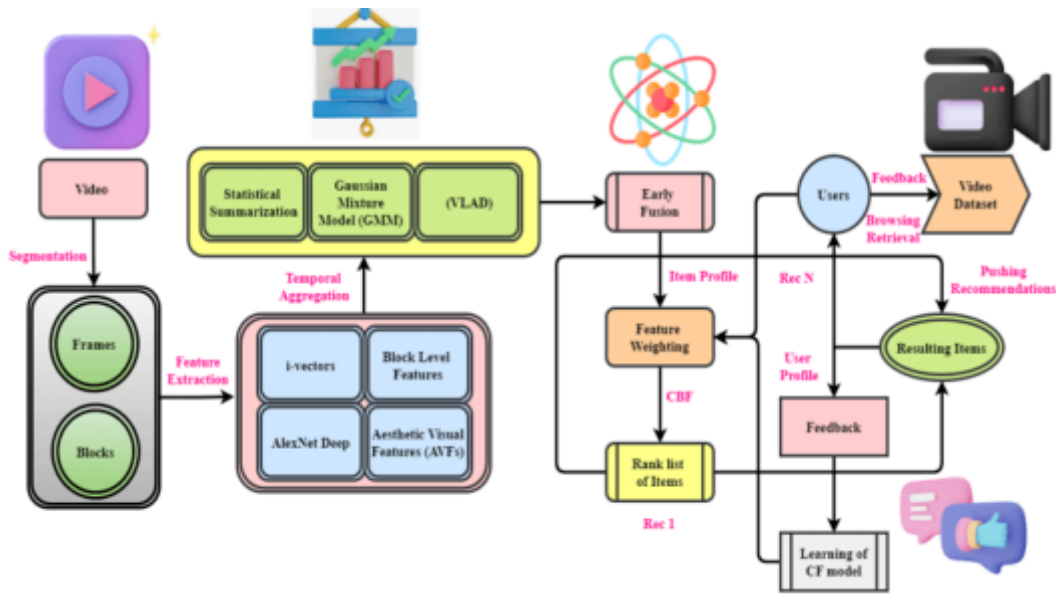 Video
Segmentation
Frames
Blocks
Feature
Extraction
Statistical
Summarization
Gaussian
Mixture
Model (GMM)
(VLAD)
Temporal
Aggregation
i-vectors
Block Level
Features
AlexNet Deep
Aesthetic Visual
Features (AVFs)
Early
Fusion
Item Profile
Feature
Weighting
CBF
Rank list
of Items
Rec 1
Users
Feedback
Browsing
Retrieval
Video
Dataset
Rec N
Pushing
Recommendations
Resulting Items
User
Profile
Feedback
Learning of
CF model